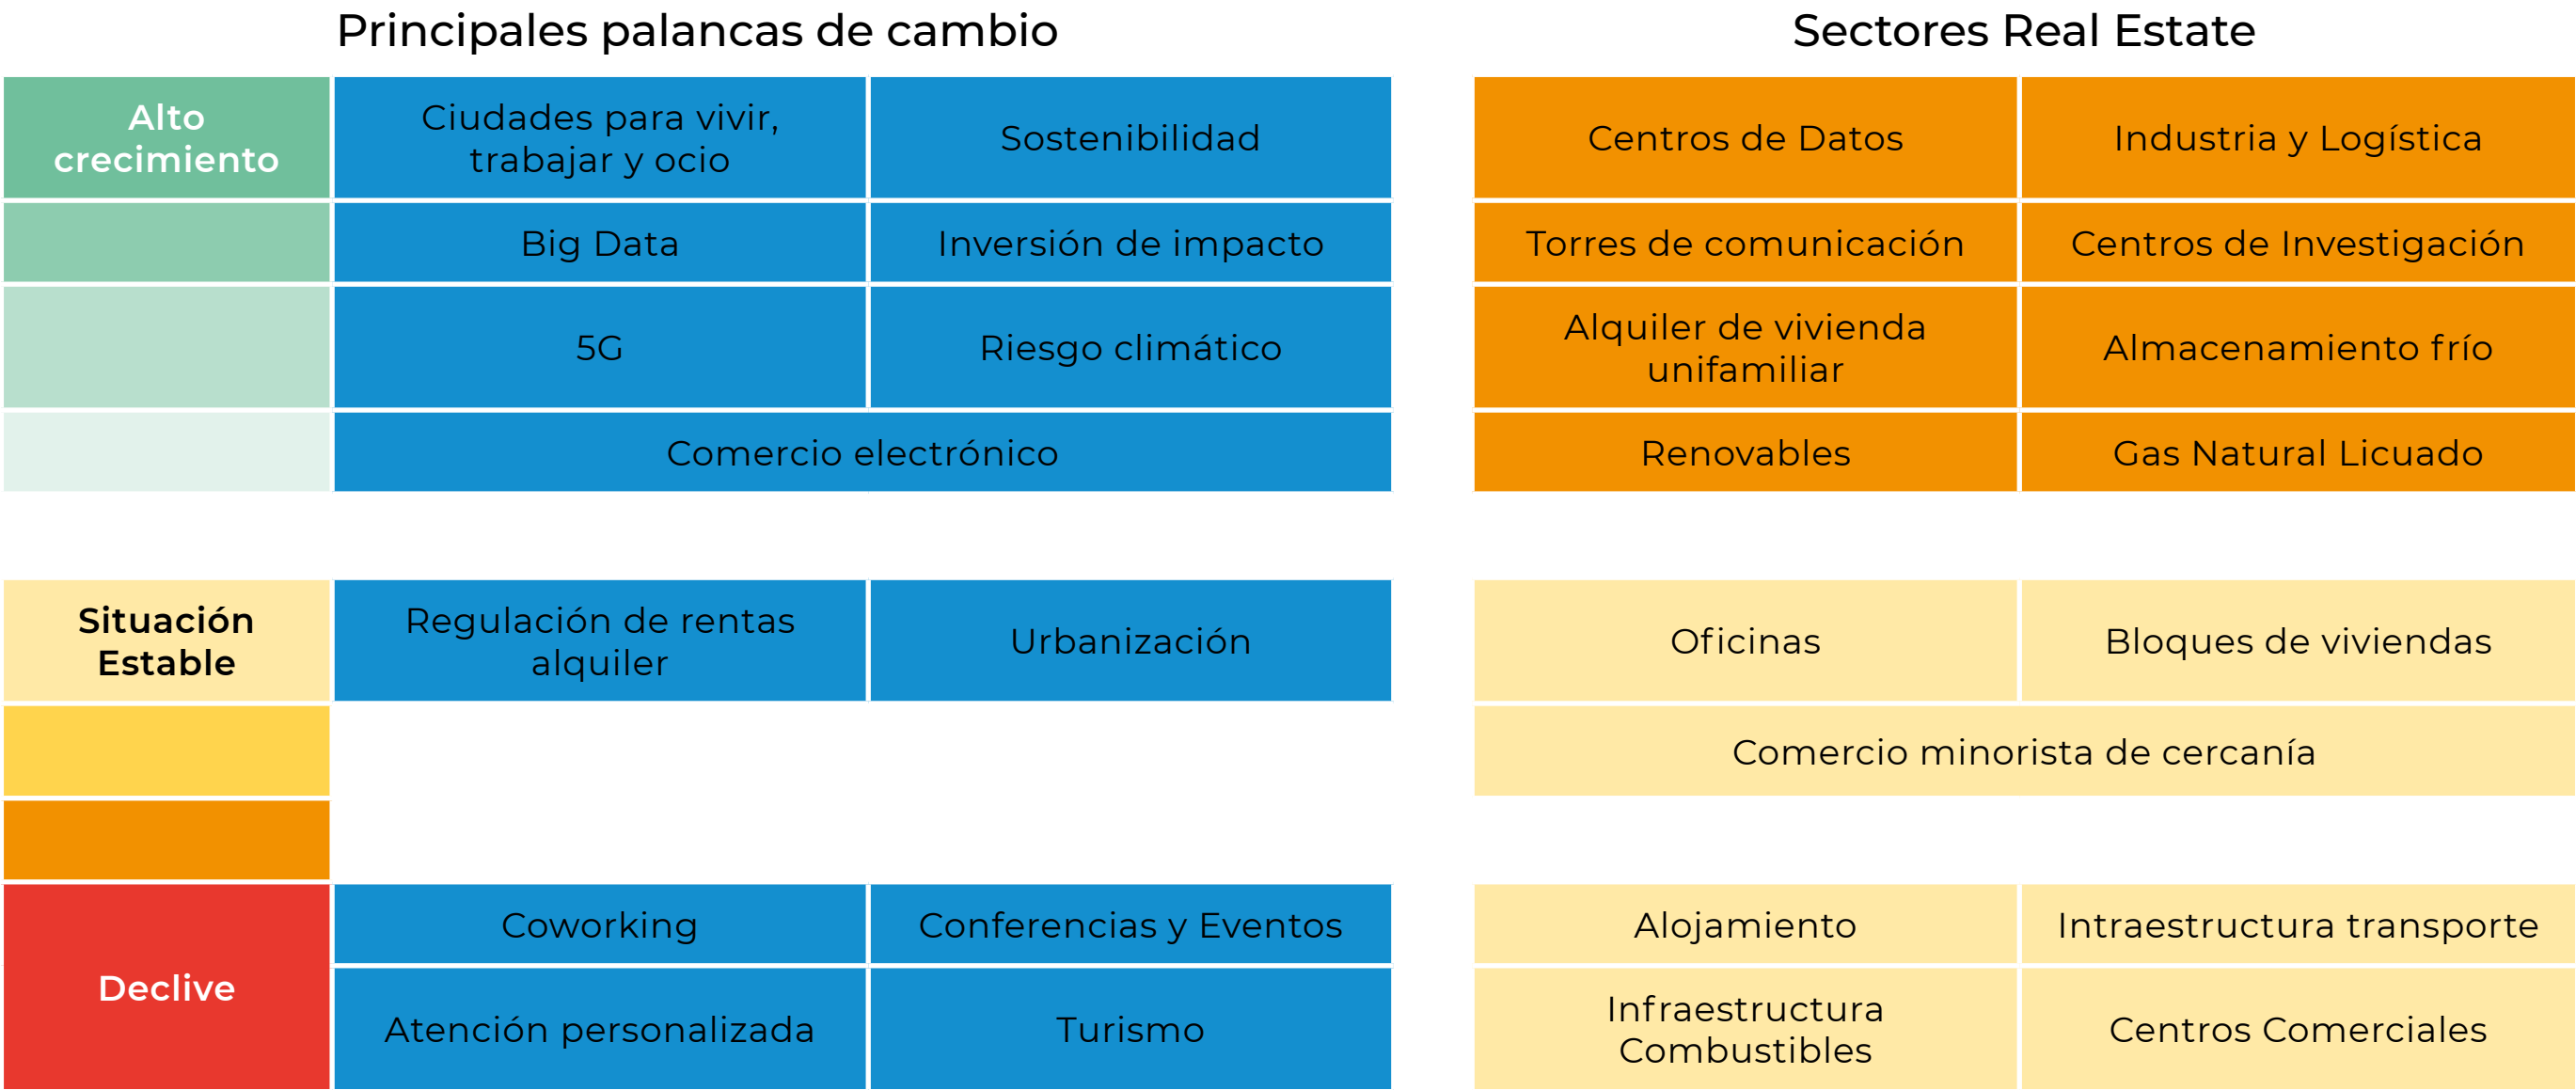 Principales palancas de cambio
Sectores Real Estate
Alto
crecimiento
Ciudades para vivir,
trabajar y ocio
Sostenibilidad
Centros de Datos
Industria y Logística
Big Data
Inversión de impacto
Torres de comunicación
Centros de Investigación
5G
Riesgo climático
Alquiler de vivienda
unifamiliar
Almacenamiento frío
Comercio electrónico
Renovables
Gas Natural Licuado
Situación
Estable
Regulación de rentas
alquiler
Urbanización
Oficinas
Bloques de viviendas
Comercio minorista de cercanía
Declive
Coworking
Conferencias y Eventos
Alojamiento
Intraestructura transporte
Atención personalizada
Turismo
Infraestructura
Combustibles
Centros Comerciales